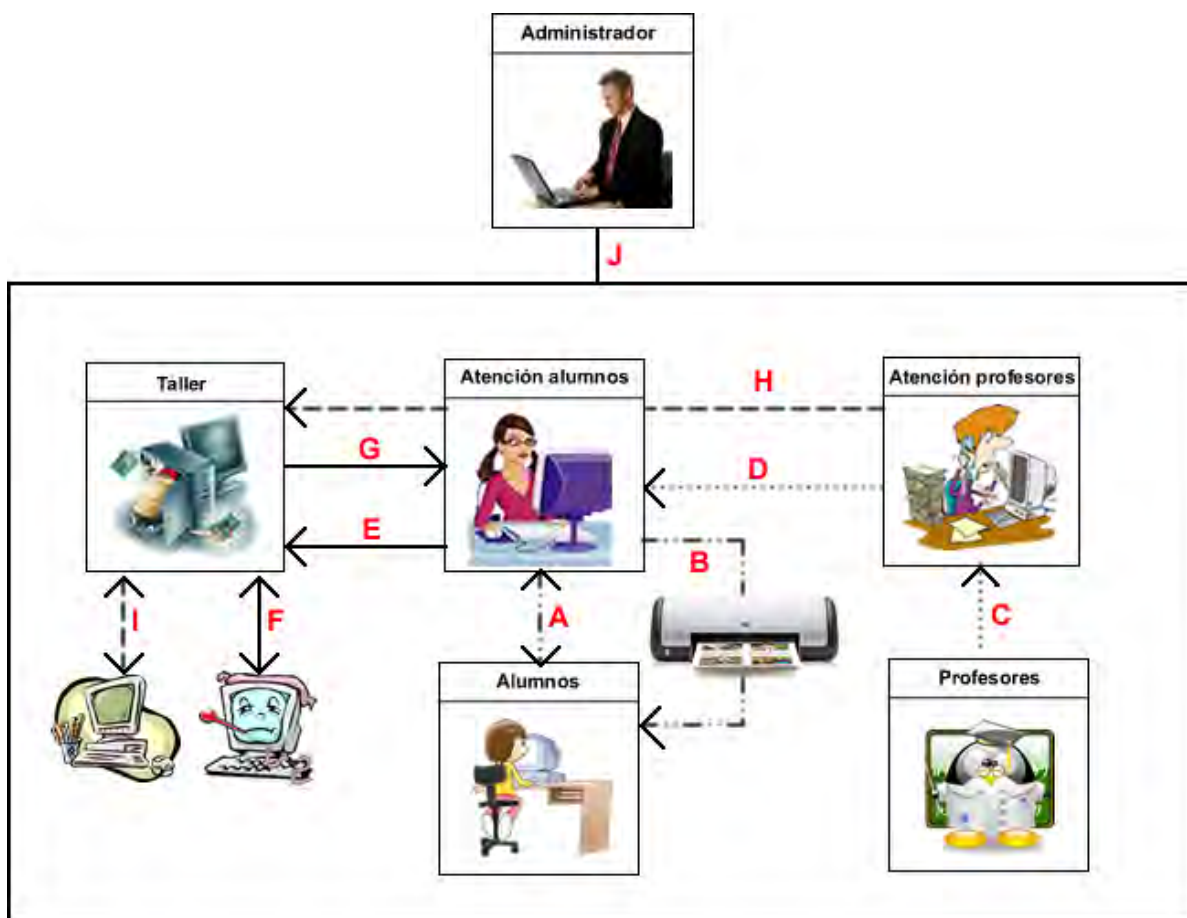 Administrador
J
Taller
Atención alumnos
H
Atención profesores
G
D
E
B
I
F
A
C
Alumnos
Profesores